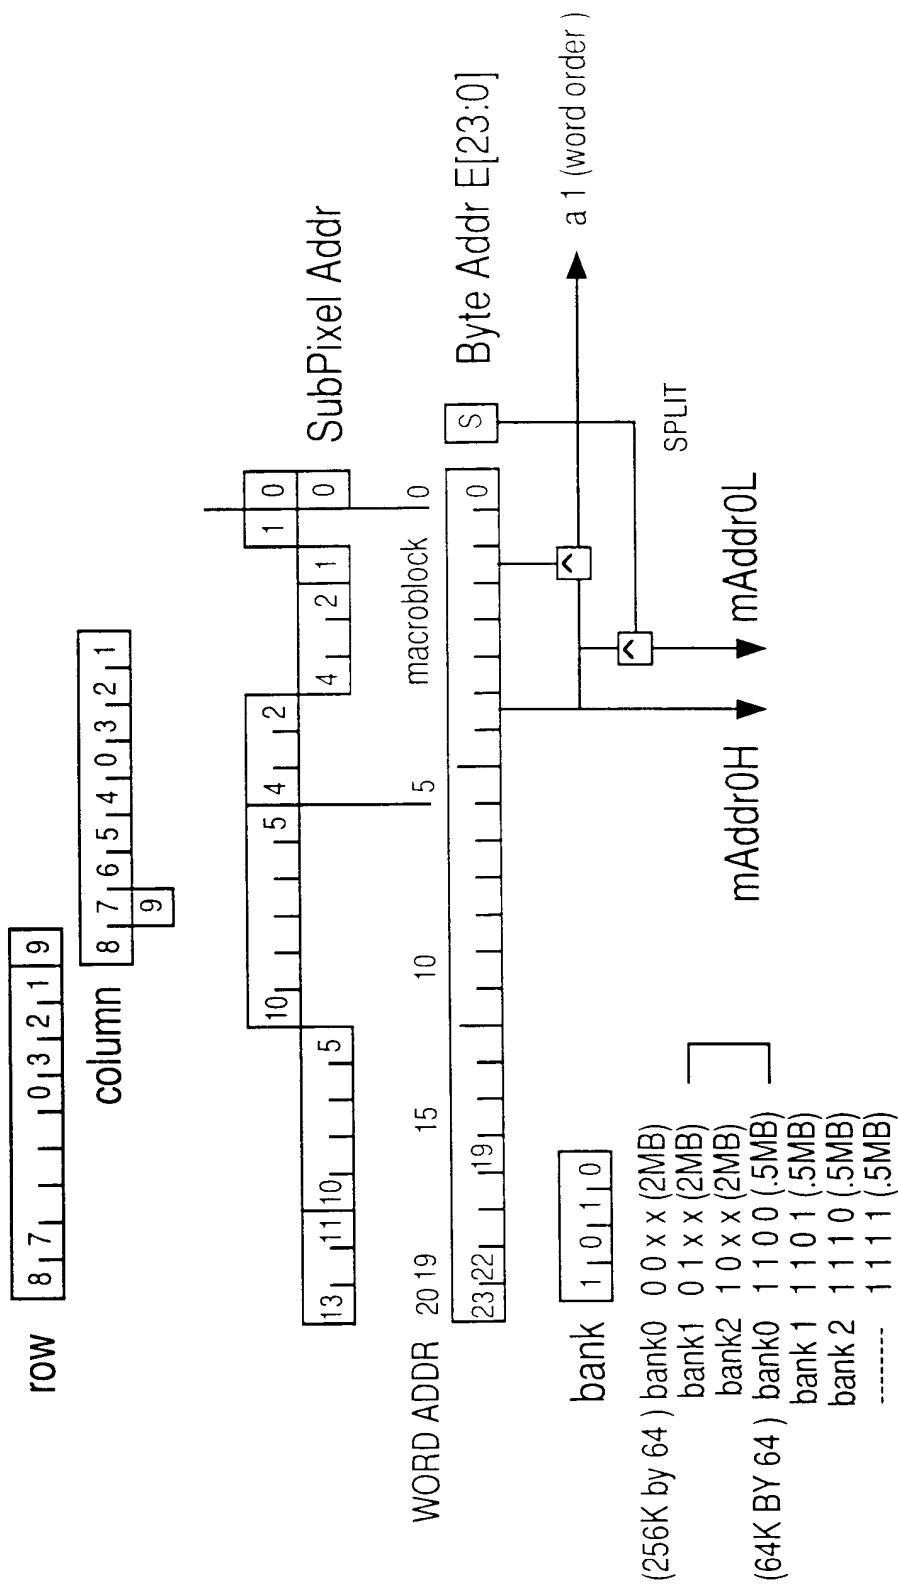 row
8 7 0 3 2 1 9
column
8 7 6 5 4 0 3 2 1
9
10 5 4 2 1 0
SubPixel Addr
13 11 10 5 4 2 1 0
WORD ADDR 20 19 15 10 5 macroblock 0
23 22 19 0 S
Byte Addr E[23:0]
bank 1 0 1 0
^
a 1 (word order )
^
SPLIT
mAddr0H
mAddr0L
(256K by 64 ) bank0 0 0 x x (2MB)
bank1 0 1 x x (2MB)
bank2 1 0 x x (2MB)
(64K BY 64 ) bank0 1 1 0 0 (.5MB)
bank 1 1 1 0 1 (.5MB)
bank 2 1 1 1 0 (.5MB)
-------- 1 1 1 1 (.5MB)